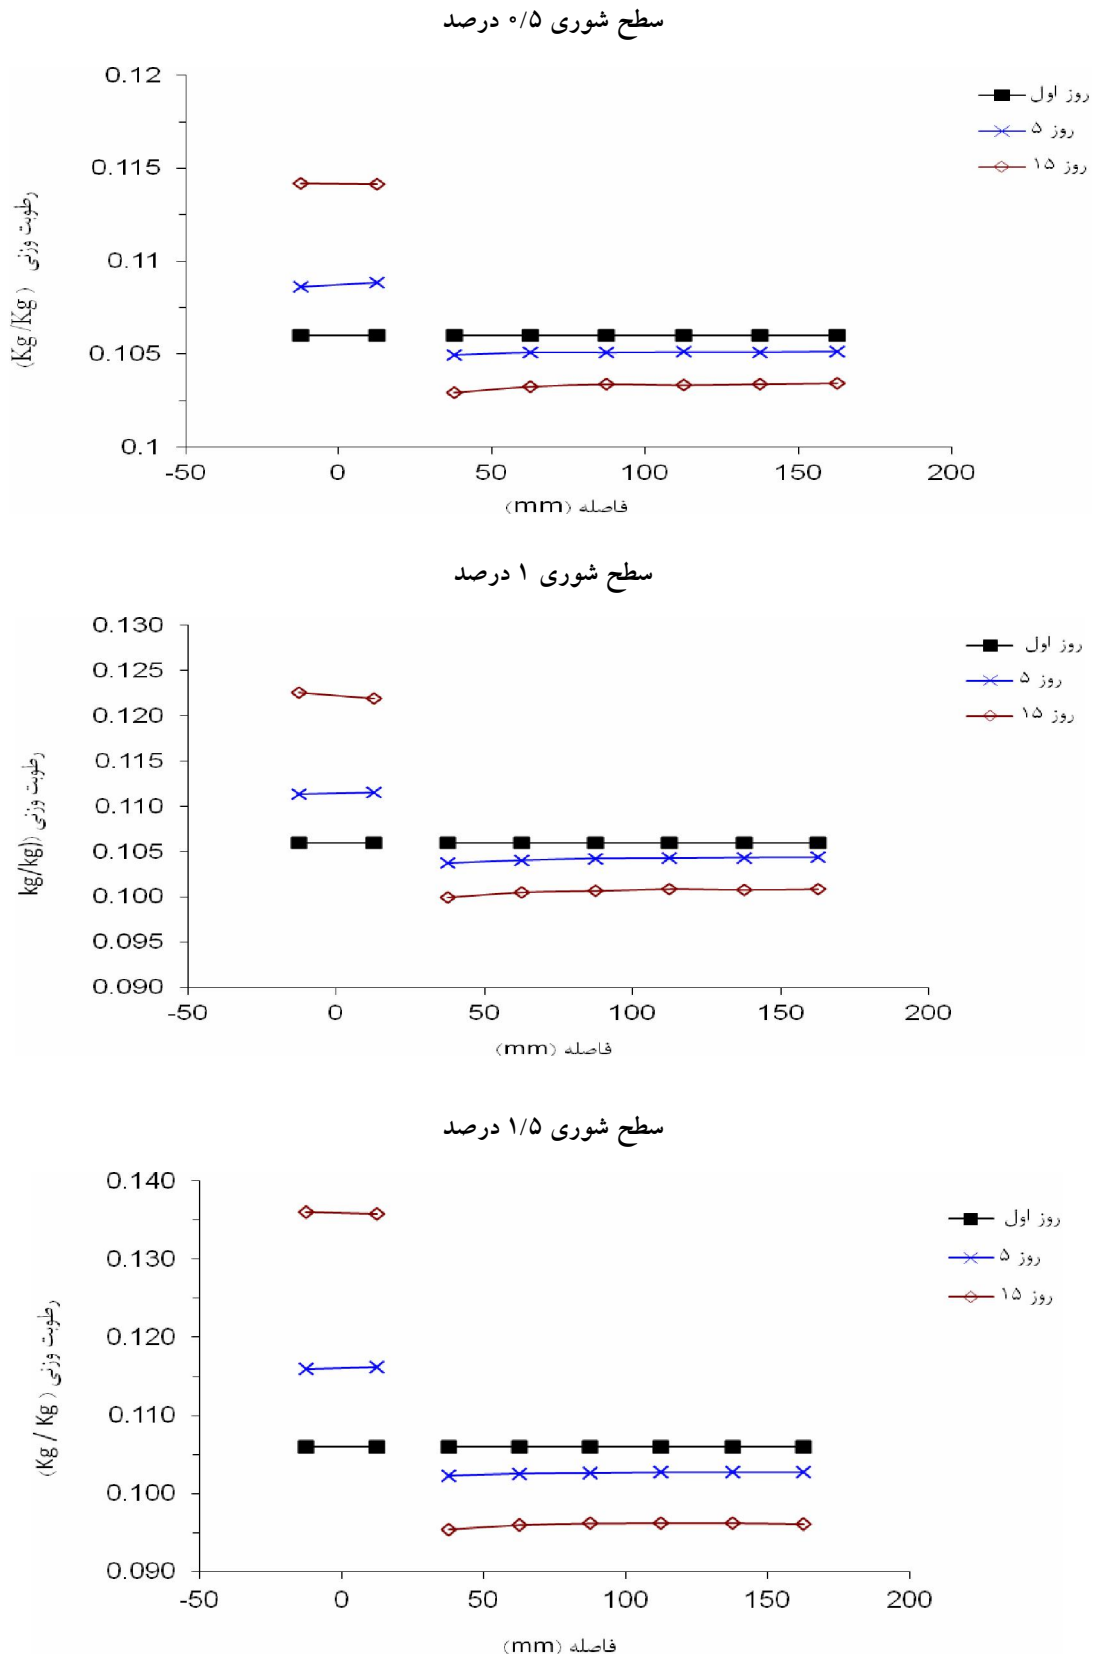 سطح شوری ۰/۵ درصد
0.12
0.115
0.11
0.105
0.1
-50 0 50 100 150 200
رطوبت وزنی (Kg/Kg)
فاصله (mm)
روز اول
روز ۵
روز ۱۵
سطح شوری ۱ درصد
0.130
0.125
0.120
0.115
0.110
0.105
0.100
0.095
0.090
-50 0 50 100 150 200
رطوبت وزنی (kg/kg))
فاصله (mm)
روز اول
روز ۵
روز ۱۵
سطح شوری ۱/۵ درصد
0.140
0.130
0.120
0.110
0.100
0.090
-50 0 50 100 150 200
رطوبت وزنی (Kg / Kg)
فاصله (mm)
روز اول
روز ۵
روز ۱۵